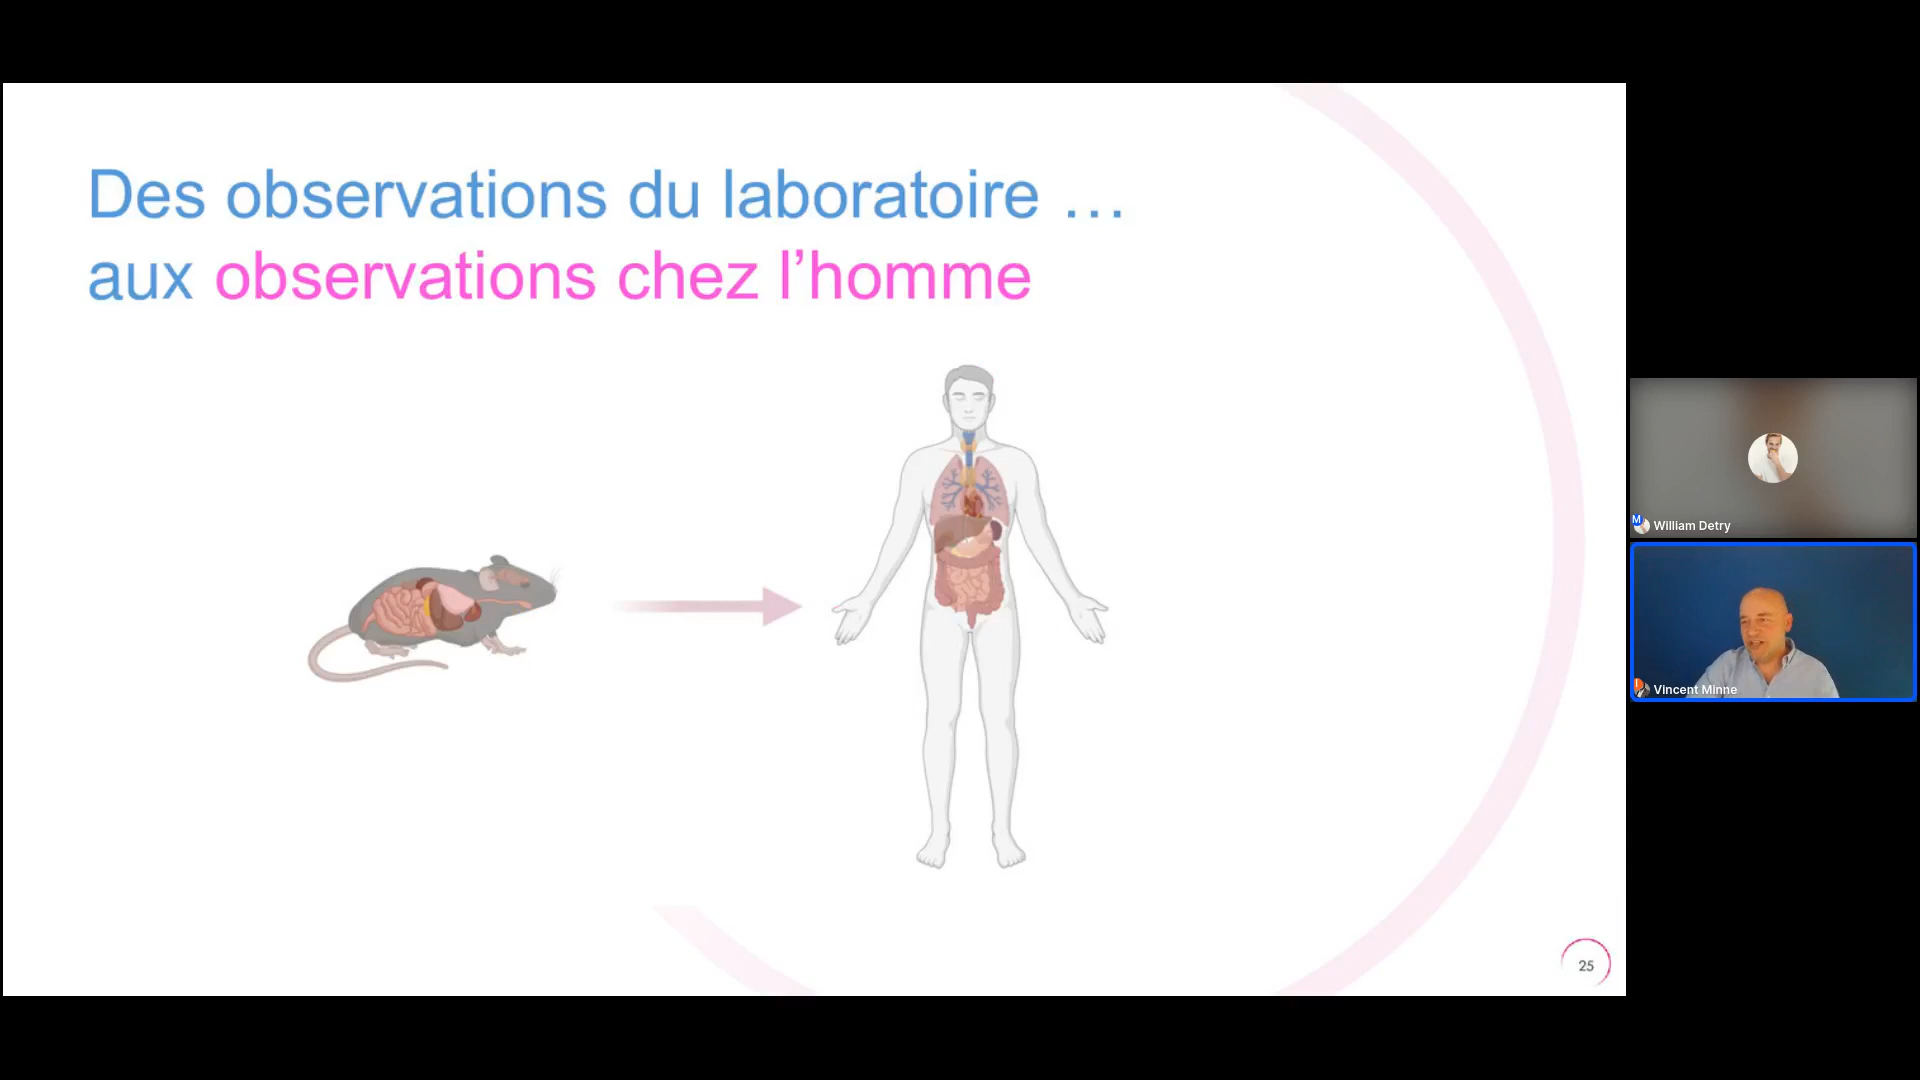 Des observations du laboratoire …
aux observations chez l’homme
25
M
William Detry
Vincent Minne